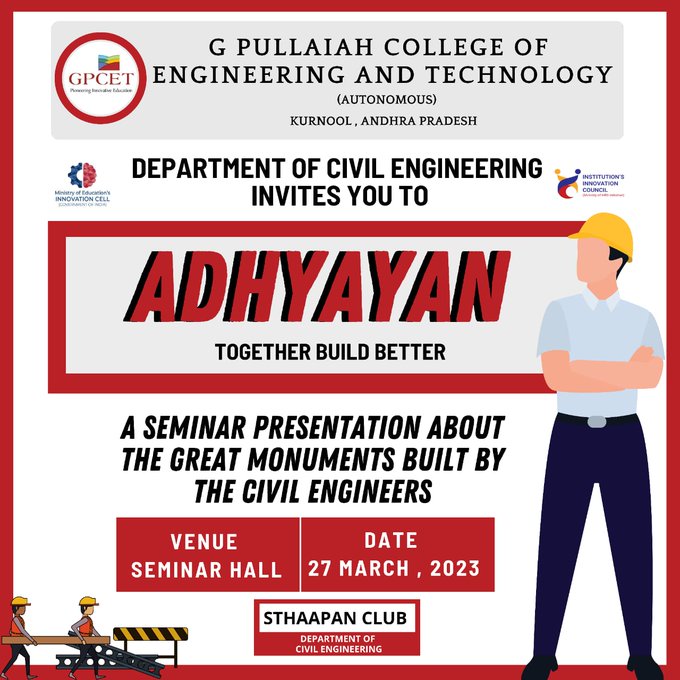 GPCET
Pioneering Innovative Education
G PULLAIAH COLLEGE OF
ENGINEERING AND TECHNOLOGY
(AUTONOMOUS)
KURNOOL , ANDHRA PRADESH
Ministry of Education's
INNOVATION CELL
(GOVERNMENT OF INDIA)
DEPARTMENT OF CIVIL ENGINEERING
INVITES YOU TO
INSTITUTION'S
INNOVATION
COUNCIL
ADHYAYAN
TOGETHER BUILD BETTER
A SEMINAR PRESENTATION ABOUT
THE GREAT MONUMENTS BUILT BY
THE CIVIL ENGINEERS
VENUE
SEMINAR HALL
DATE
27 MARCH , 2023
STHAAPAN CLUB
DEPARTMENT OF
CIVIL ENGINEERING